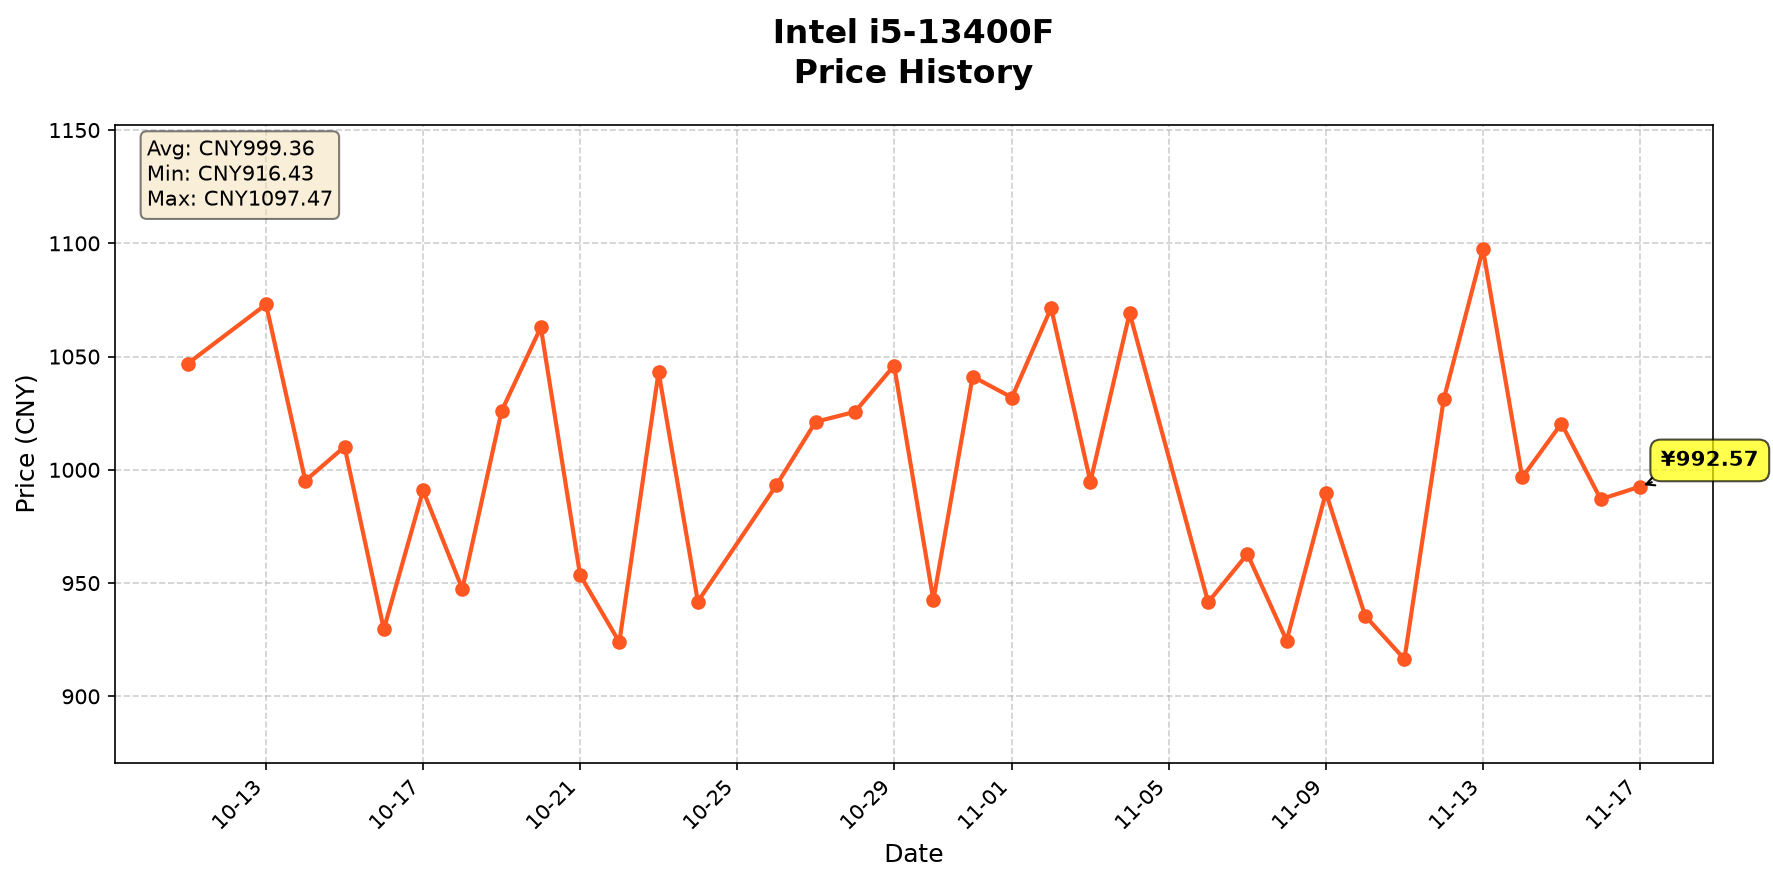 Intel i5-13400F
Price History
Avg: CNY999.36
Min: CNY916.43
Max: CNY1097.47
Price (CNY)
1150
1100
1050
1000
950
900
¥992.57
10-13
10-17
10-21
10-25
10-29
11-01
11-05
11-09
11-13
11-17
Date